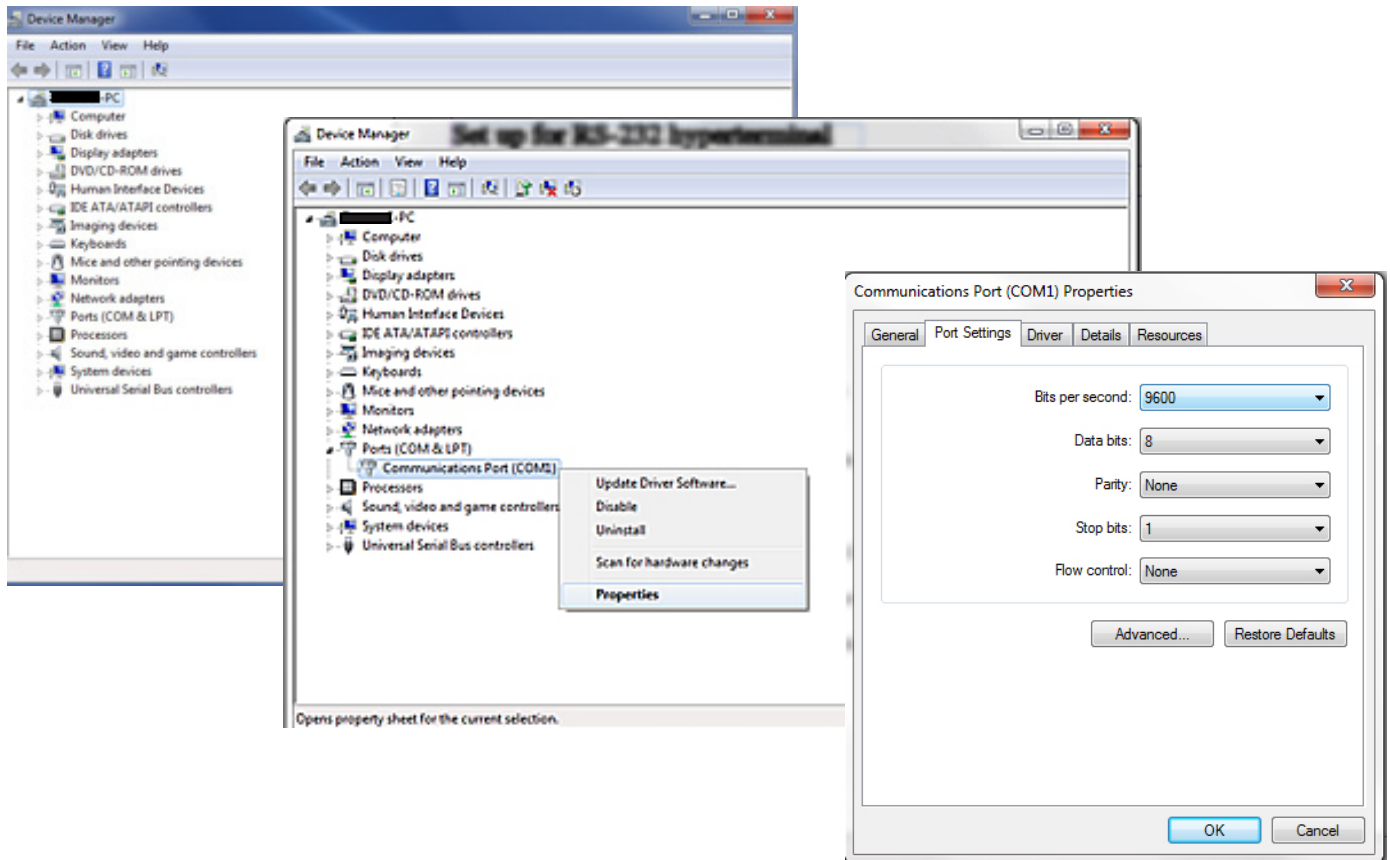 Device Manager
File Action View Help
-PC
Computer
Disk drives
Display adapters
DVD/CD-ROM drives
Human Interface Devices
IDE ATA/ATAPI controllers
Imaging devices
Keyboards
Mice and other pointing devices
Monitors
Network adapters
Ports (COM & LPT)
Processors
Sound, video and game controllers
System devices
Universal Serial Bus controllers
Device Manager
Set up for RS-232 hyperterminal
File Action View Help
-PC
Computer
Disk drives
Display adapters
DVD/CD-ROM drives
Human Interface Devices
IDE ATA/ATAPI controllers
Imaging devices
Keyboards
Mice and other pointing devices
Monitors
Network adapters
Ports (COM & LPT)
Communications Port (COM1)
Processors
Sound, video and game controllers
System devices
Universal Serial Bus controllers
Update Driver Software...
Disable
Uninstall
Scan for hardware changes
Properties
Opens property sheet for the current selection.
Communications Port (COM1) Properties
General Port Settings Driver Details Resources
Bits per second: 9600
Data bits: 8
Parity: None
Stop bits: 1
Flow control: None
Advanced... Restore Defaults
OK Cancel